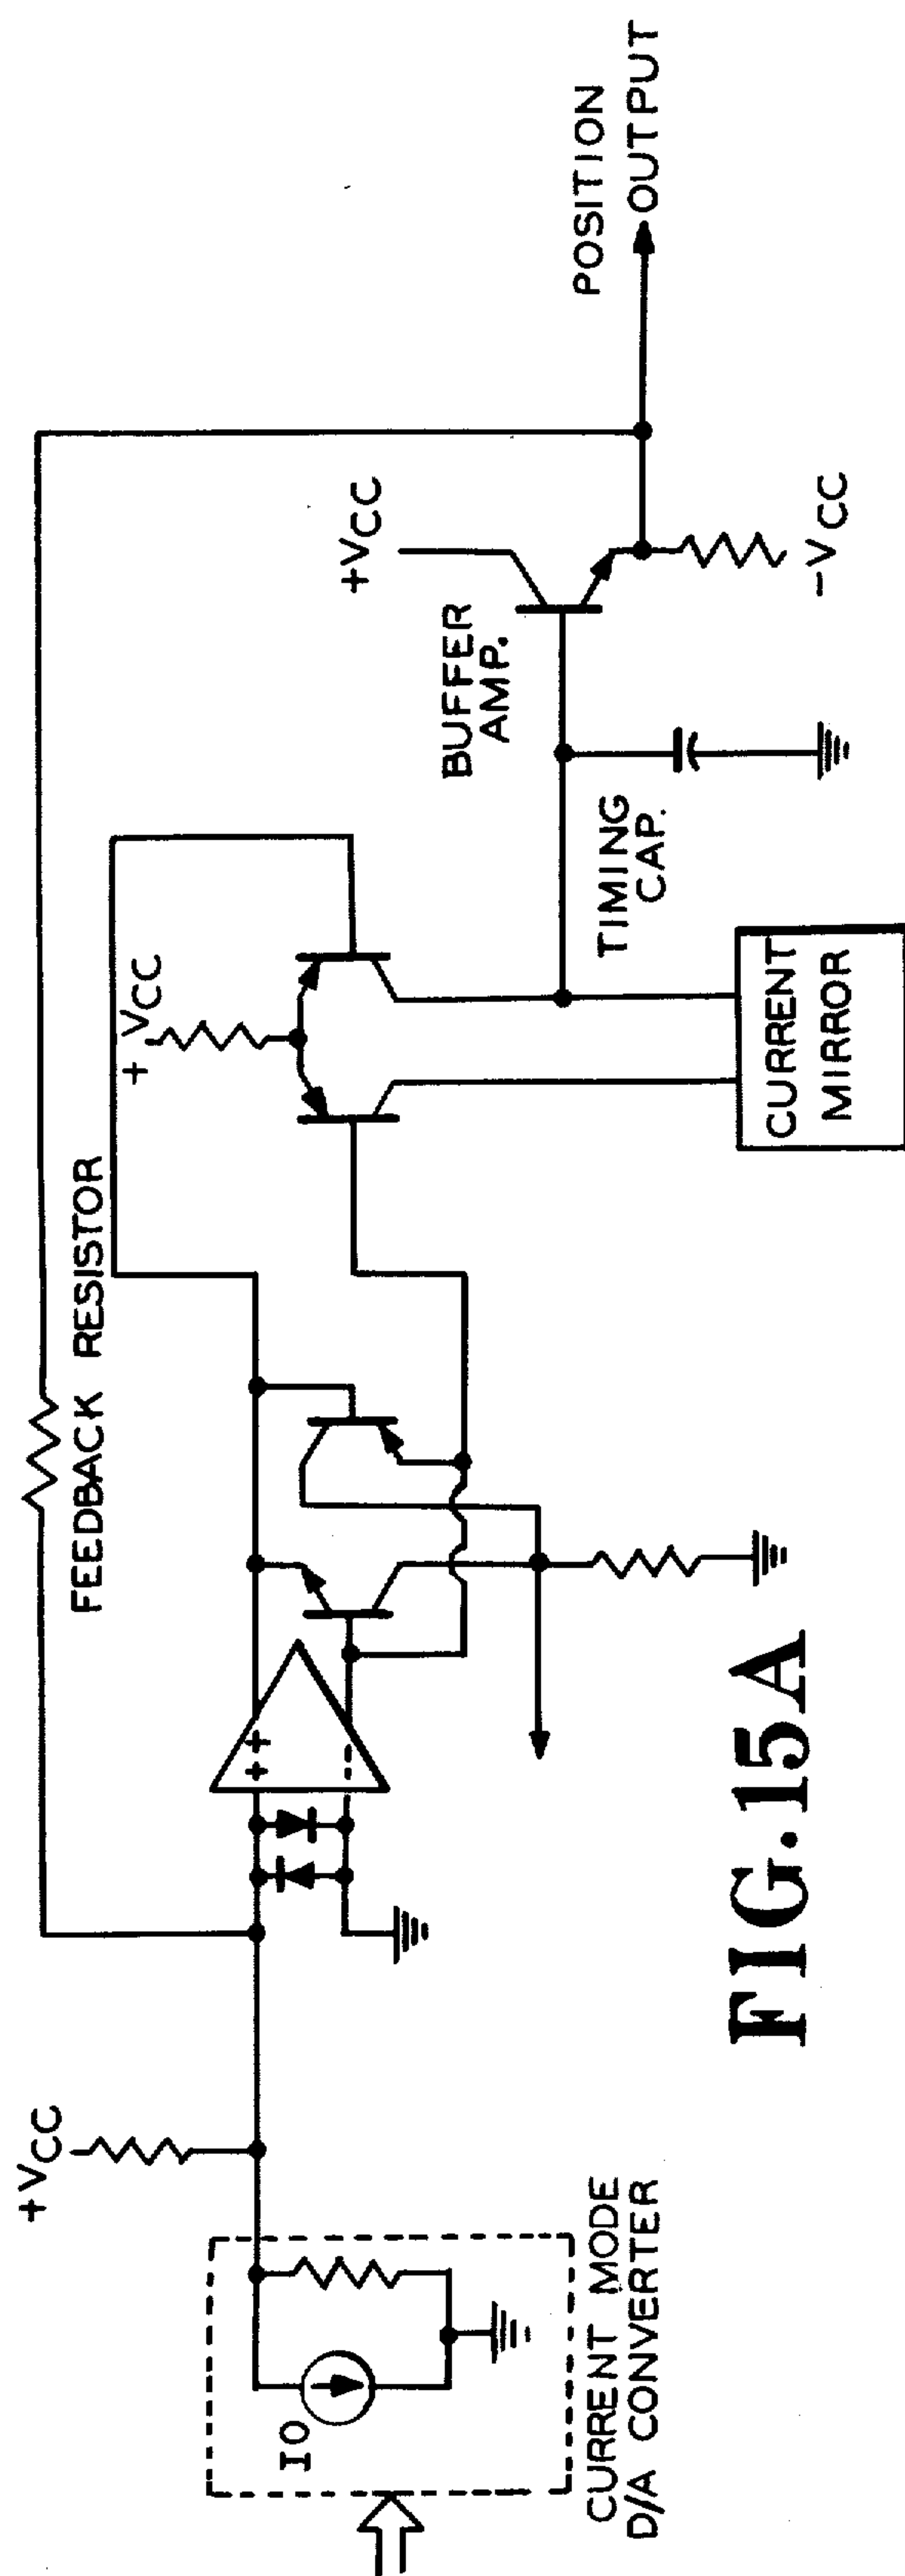 +VCC
IO
CURRENT MODE
D/A CONVERTER
++
--
FEEDBACK RESISTOR
+ VCC
CURRENT
MIRROR
TIMING
CAP.
BUFFER
AMP.
+VCC
-VCC
POSITION
OUTPUT
FIG.15A